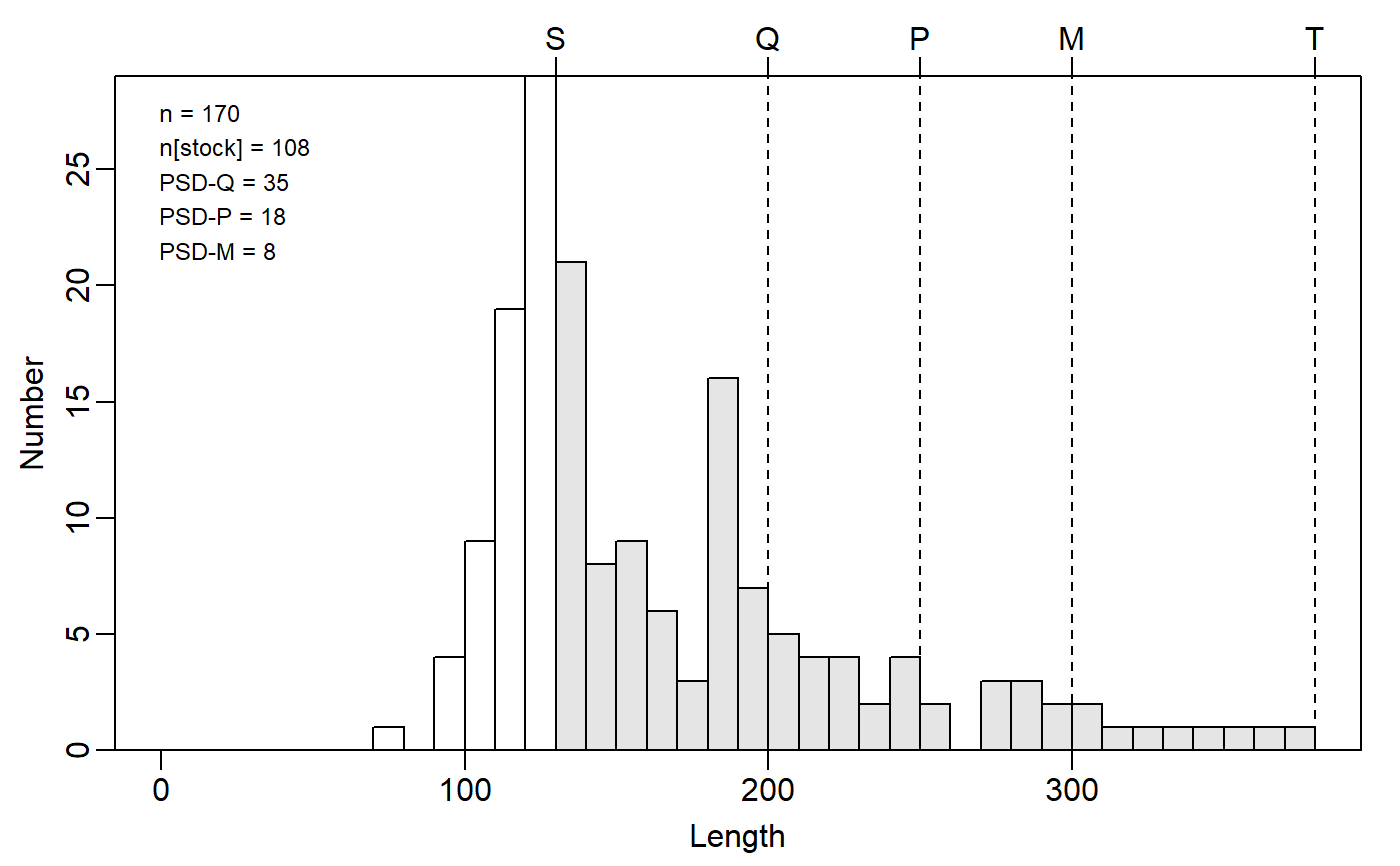 S Q P M T
n = 170
n[stock] = 108
PSD-Q = 35
PSD-P = 18
PSD-M = 8
25
20
15
10
5
0
Number
0 100 200 300
Length